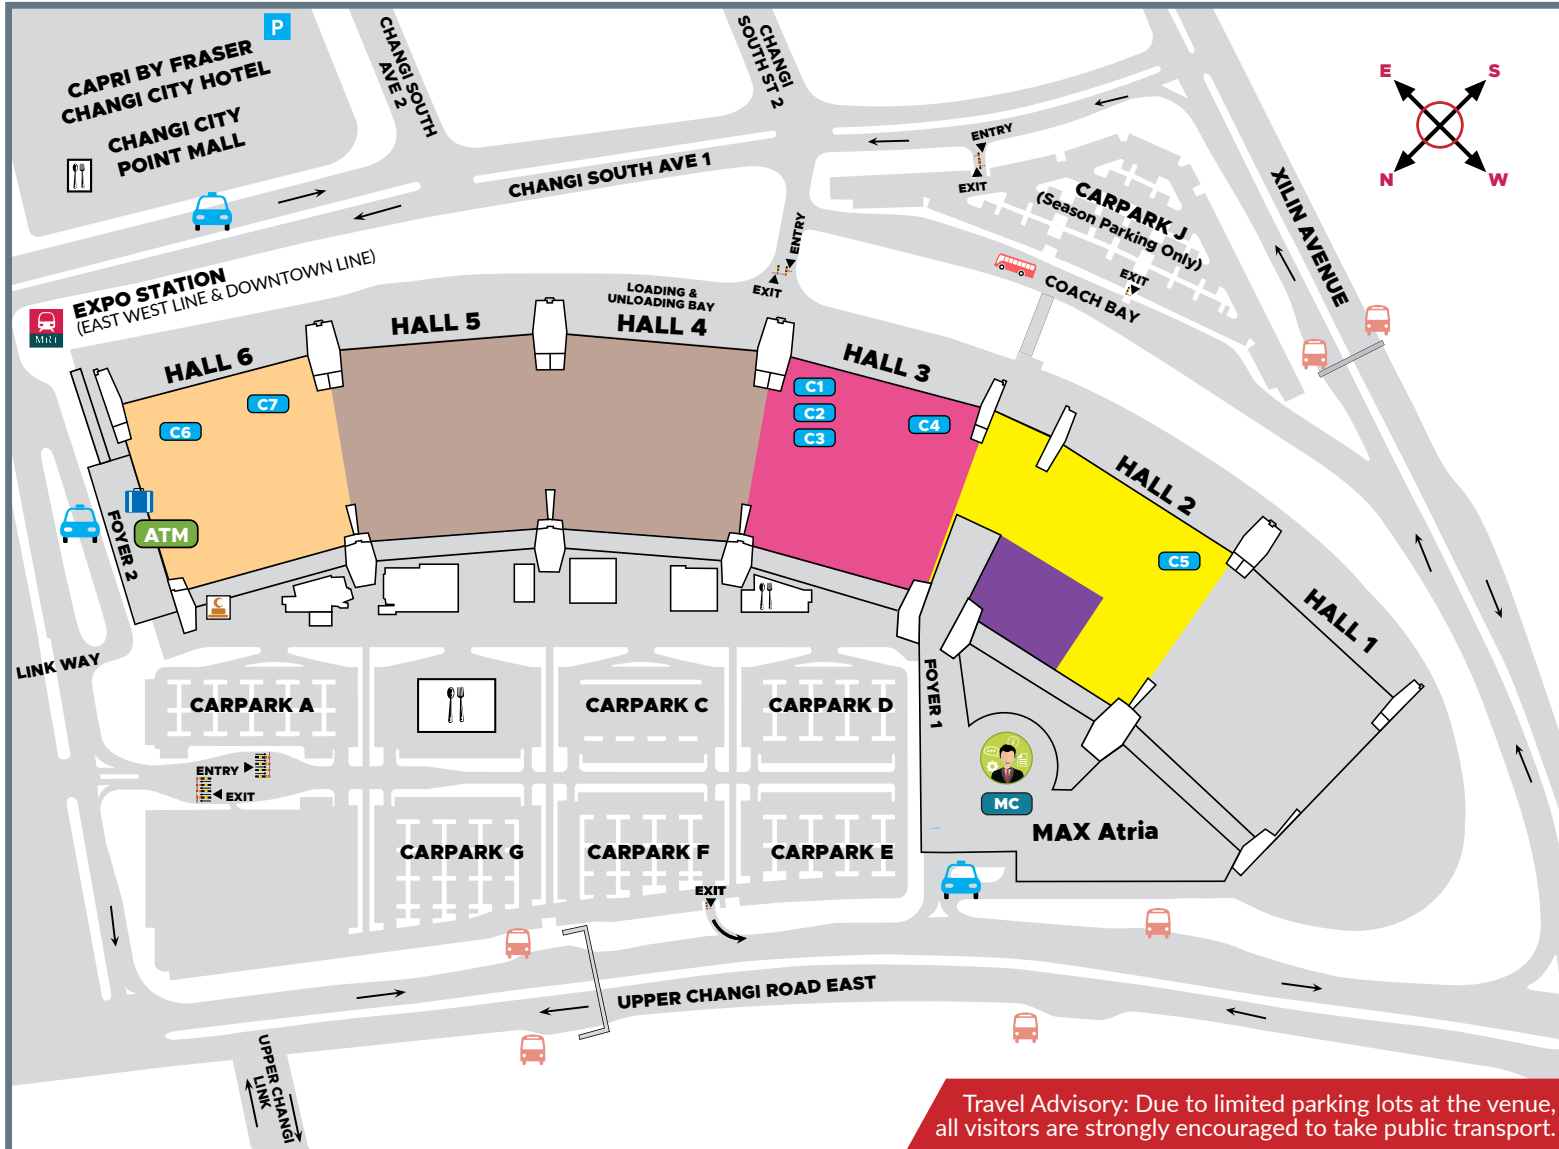 P
CAPRI BY FRASER
CHANGI CITY HOTEL
CHANGI CITY
POINT MALL
CHANGI SOUTH
AVE 2
CHANGI
SOUTH ST 2
CHANGI SOUTH AVE 1
ENTRY
EXIT
CARPARK J
(Season Parking Only)
EXIT
COACH BAY
XILIN AVENUE
E
S
N
W
ENTRY
EXIT
EXPO STATION
(EAST WEST LINE & DOWNTOWN LINE)
MRT
LOADING &
UNLOADING BAY
HALL 6
HALL 5
HALL 4
HALL 3
HALL 2
HALL 1
C7
C6
C1
C2
C3
C4
C5
ATM
FOYER 2
LINK WAY
CARPARK A
CARPARK C
CARPARK D
FOYER 1
ENTRY
EXIT
MC
MAX Atria
CARPARK G
CARPARK F
CARPARK E
EXIT
UPPER CHANGI ROAD EAST
UPPER CHANGI
LINK
Travel Advisory: Due to limited parking lots at the venue,
all visitors are strongly encouraged to take public transport.